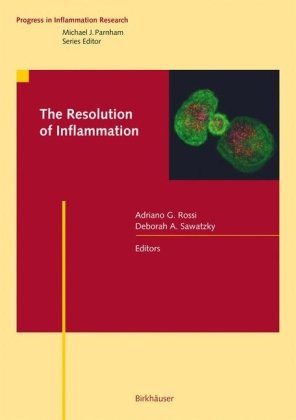 Progress in Inflammation Research
Michael J. Parnham
Series Editor
The Resolution
of Inflammation
Adriano G. Rossi
Deborah A. Sawatzky
Editors
Birkhäuser